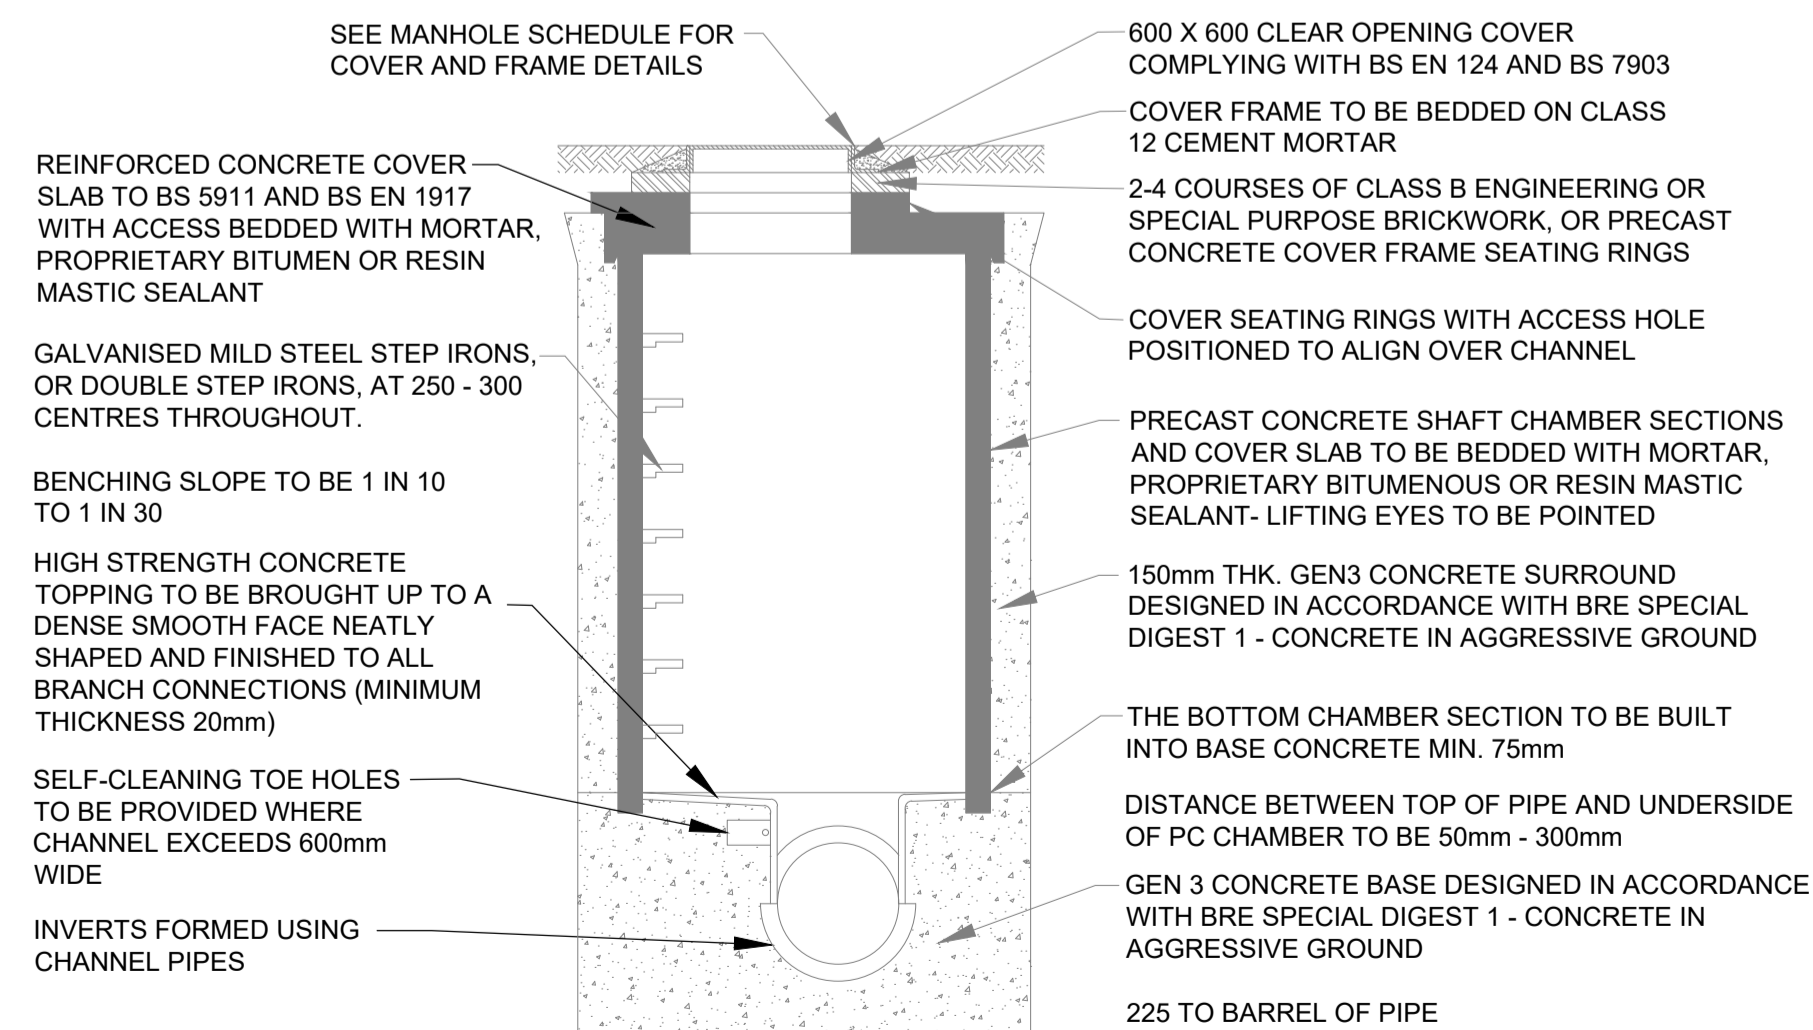 SEE MANHOLE SCHEDULE FOR
COVER AND FRAME DETAILS
REINFORCED CONCRETE COVER
SLAB TO BS 5911 AND BS EN 1917
WITH ACCESS BEDDED WITH MORTAR,
PROPRIETARY BITUMEN OR RESIN
MASTIC SEALANT
GALVANISED MILD STEEL STEP IRONS,
OR DOUBLE STEP IRONS, AT 250 - 300
CENTRES THROUGHOUT.
BENCHING SLOPE TO BE 1 IN 10
TO 1 IN 30
HIGH STRENGTH CONCRETE
TOPPING TO BE BROUGHT UP TO A
DENSE SMOOTH FACE NEATLY
SHAPED AND FINISHED TO ALL
BRANCH CONNECTIONS (MINIMUM
THICKNESS 20mm)
SELF-CLEANING TOE HOLES
TO BE PROVIDED WHERE
CHANNEL EXCEEDS 600mm
WIDE
INVERTS FORMED USING
CHANNEL PIPES
600 X 600 CLEAR OPENING COVER
COMPLYING WITH BS EN 124 AND BS 7903
COVER FRAME TO BE BEDDED ON CLASS
12 CEMENT MORTAR
2-4 COURSES OF CLASS B ENGINEERING OR
SPECIAL PURPOSE BRICKWORK, OR PRECAST
CONCRETE COVER FRAME SEATING RINGS
COVER SEATING RINGS WITH ACCESS HOLE
POSITIONED TO ALIGN OVER CHANNEL
PRECAST CONCRETE SHAFT CHAMBER SECTIONS
AND COVER SLAB TO BE BEDDED WITH MORTAR,
PROPRIETARY BITUMENOUS OR RESIN MASTIC
SEALANT- LIFTING EYES TO BE POINTED
150mm THK. GEN3 CONCRETE SURROUND
DESIGNED IN ACCORDANCE WITH BRE SPECIAL
DIGEST 1 - CONCRETE IN AGGRESSIVE GROUND
THE BOTTOM CHAMBER SECTION TO BE BUILT
INTO BASE CONCRETE MIN. 75mm
DISTANCE BETWEEN TOP OF PIPE AND UNDERSIDE
OF PC CHAMBER TO BE 50mm - 300mm
GEN 3 CONCRETE BASE DESIGNED IN ACCORDANCE
WITH BRE SPECIAL DIGEST 1 - CONCRETE IN
AGGRESSIVE GROUND
225 TO BARREL OF PIPE